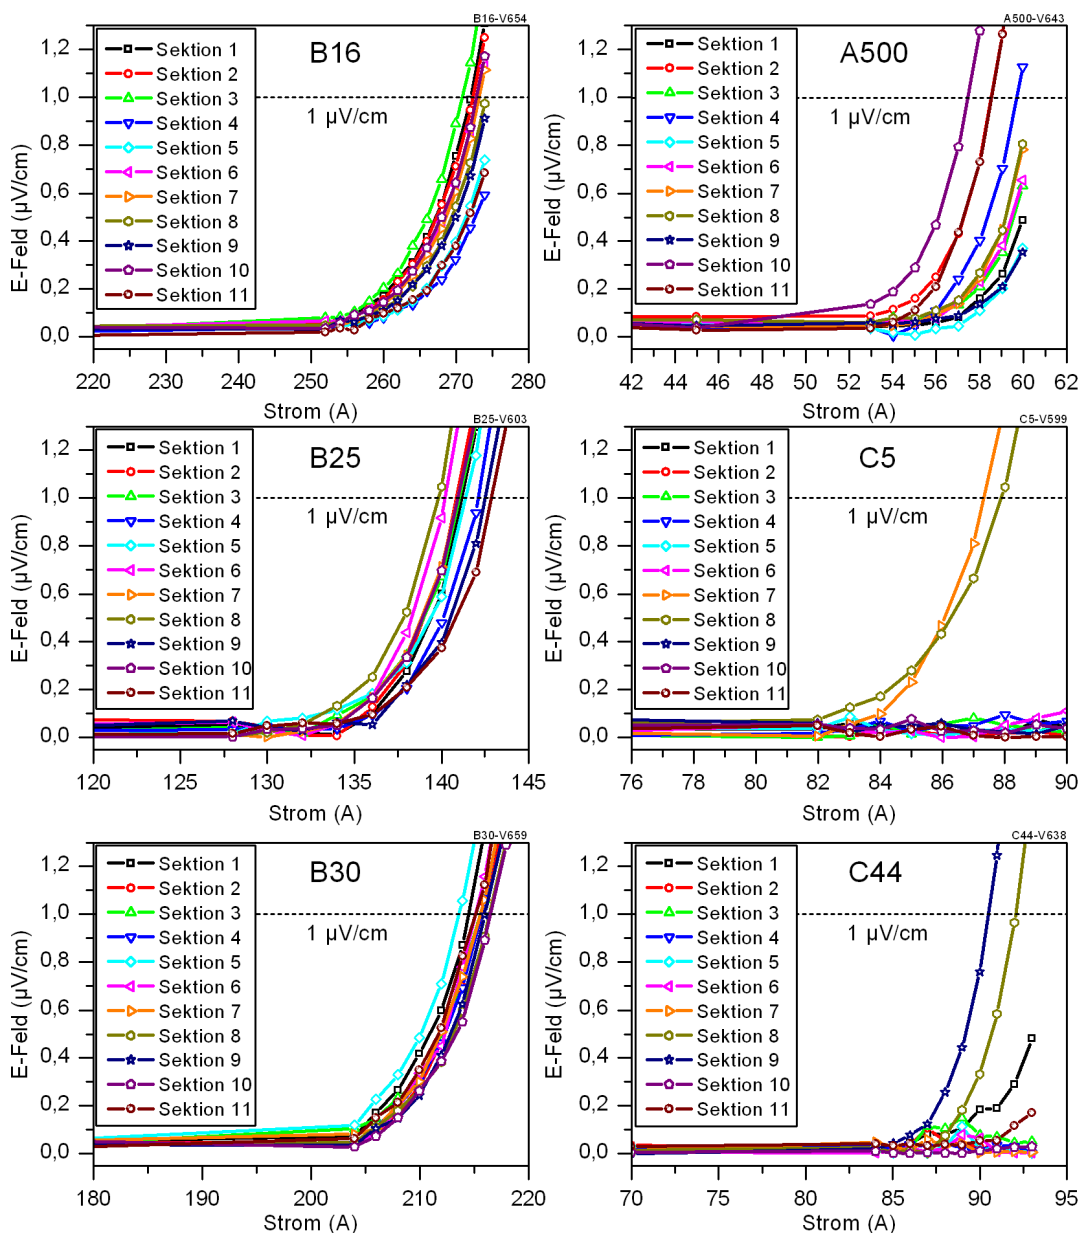 B16-V654
B16
1 µV/cm
Sektion 1
Sektion 2
Sektion 3
Sektion 4
Sektion 5
Sektion 6
Sektion 7
Sektion 8
Sektion 9
Sektion 10
Sektion 11
E-Feld (µV/cm)
1,2
1,0
0,8
0,6
0,4
0,2
0,0
220 230 240 250 260 270 280
Strom (A)
A500-V643
A500
1 µV/cm
Sektion 1
Sektion 2
Sektion 3
Sektion 4
Sektion 5
Sektion 6
Sektion 7
Sektion 8
Sektion 9
Sektion 10
Sektion 11
E-Feld (µV/cm)
1,2
1,0
0,8
0,6
0,4
0,2
0,0
42 44 46 48 50 52 54 56 58 60 62
Strom (A)
B25-V603
B25
1 µV/cm
Sektion 1
Sektion 2
Sektion 3
Sektion 4
Sektion 5
Sektion 6
Sektion 7
Sektion 8
Sektion 9
Sektion 10
Sektion 11
E-Feld (µV/cm)
1,2
1,0
0,8
0,6
0,4
0,2
0,0
120 125 130 135 140 145
Strom (A)
C5-V599
C5
1 µV/cm
Sektion 1
Sektion 2
Sektion 3
Sektion 4
Sektion 5
Sektion 6
Sektion 7
Sektion 8
Sektion 9
Sektion 10
Sektion 11
E-Feld (µV/cm)
1,2
1,0
0,8
0,6
0,4
0,2
0,0
76 78 80 82 84 86 88 90
Strom (A)
B30-V659
B30
1 µV/cm
Sektion 1
Sektion 2
Sektion 3
Sektion 4
Sektion 5
Sektion 6
Sektion 7
Sektion 8
Sektion 9
Sektion 10
Sektion 11
E-Feld (µV/cm)
1,2
1,0
0,8
0,6
0,4
0,2
0,0
180 190 200 210 220
Strom (A)
C44-V638
C44
1 µV/cm
Sektion 1
Sektion 2
Sektion 3
Sektion 4
Sektion 5
Sektion 6
Sektion 7
Sektion 8
Sektion 9
Sektion 10
Sektion 11
E-Feld (µV/cm)
1,2
1,0
0,8
0,6
0,4
0,2
0,0
70 75 80 85 90 95
Strom (A)